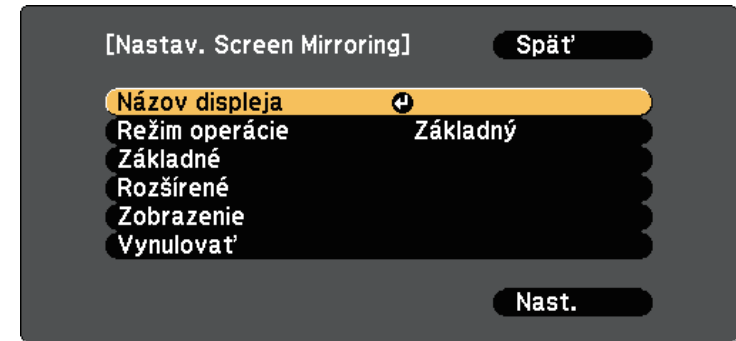 [Nastav. Screen Mirroring] Späť
Názov displeja
Režim operácie Základný
Základné
Rozšírené
Zobrazenie
Vynulovať
Nast.